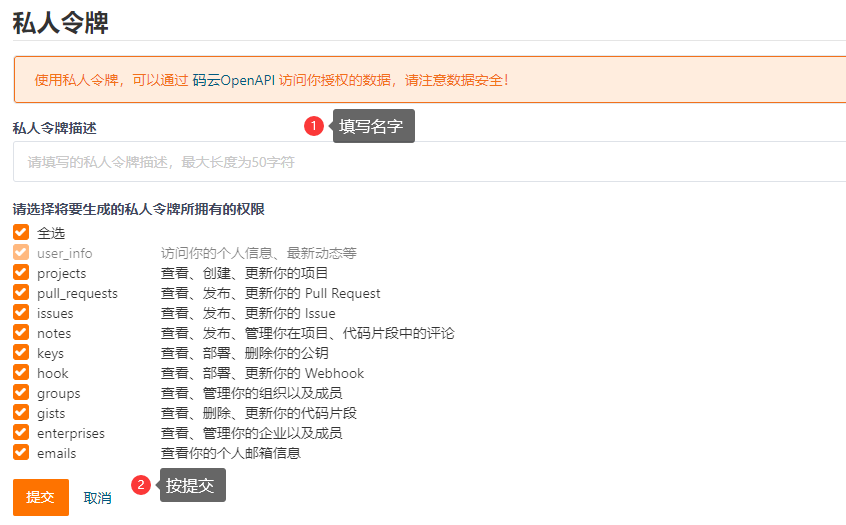 私人令牌
使用私人令牌，可以通过 码云OpenAPI 访问你授权的数据，请注意数据安全！
私人令牌描述 1 填写名字
请填写的私人令牌描述，最大长度为50字符
请选择将要生成的私人令牌所拥有的权限
全选
user_info 访问你的个人信息、最新动态等
projects 查看、创建、更新你的项目
pull_requests 查看、发布、更新你的 Pull Request
issues 查看、发布、更新你的 Issue
notes 查看、发布、管理你在项目、代码片段中的评论
keys 查看、部署、删除你的公钥
hook 查看、部署、更新你的 Webhook
groups 查看、管理你的组织以及成员
gists 查看、删除、更新你的代码片段
enterprises 查看、管理你的企业以及成员
emails 查看你的个人邮箱信息
提交 取消 2 按提交